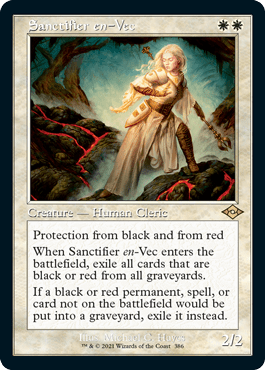 Sanctifier en-Vec
Creature — Human Cleric
Protection from black and from red
When Sanctifier en-Vec enters the
battlefield, exile all cards that are
black or red from all graveyards.
If a black or red permanent, spell, or
card not on the battlefield would be
put into a graveyard, exile it instead.
2/2
™ & © 2021 Wizards of the Coast 386